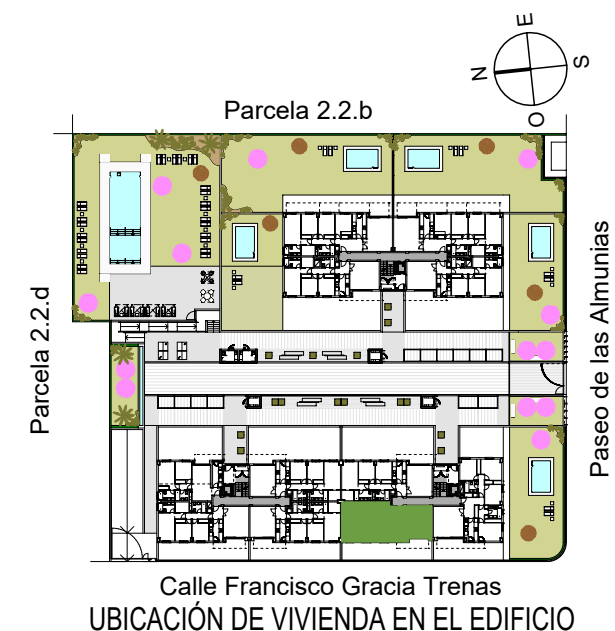 E
N
S
O
Parcela 2.2.b
Parcela 2.2.d
Paseo de las Almunias
Calle Francisco Gracia Trenas
UBICACIÓN DE VIVIENDA EN EL EDIFICIO